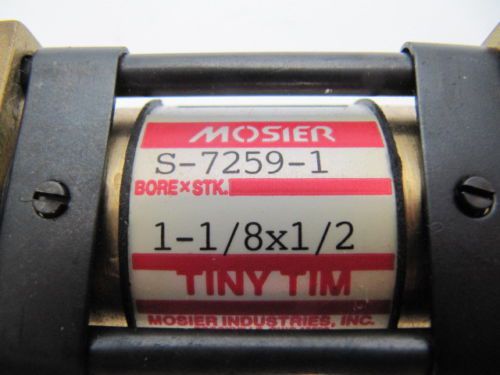 MOSIER
S-7259-1
BORE × STK.
1-1/8x1/2
TINY TIM
MOSIER INDUSTRIES, INC.